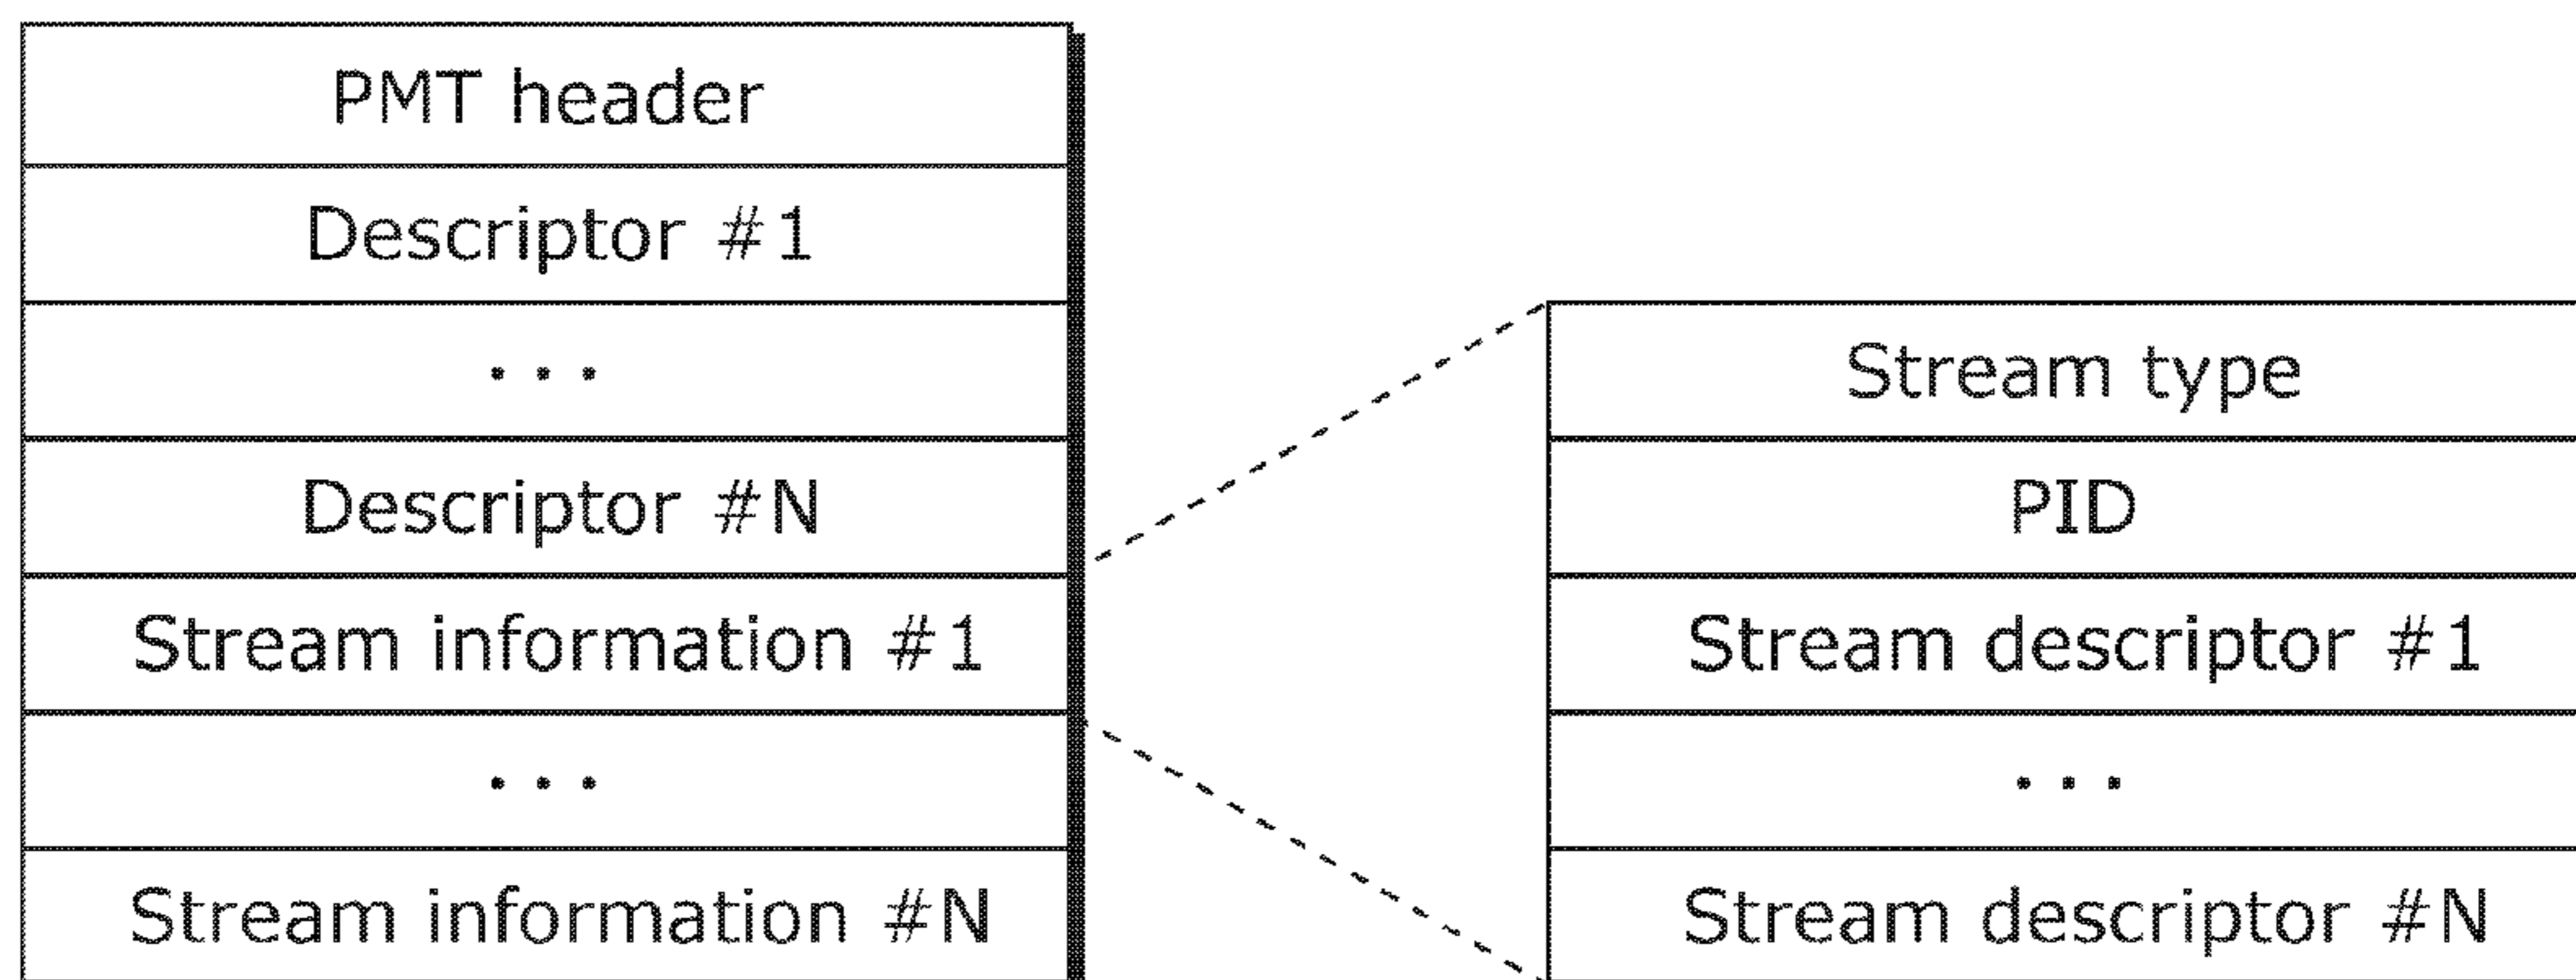 PMT header
Descriptor #1
...
Descriptor #N
Stream information #1
...
Stream information #N
Stream type
PID
Stream descriptor #1
...
Stream descriptor #N